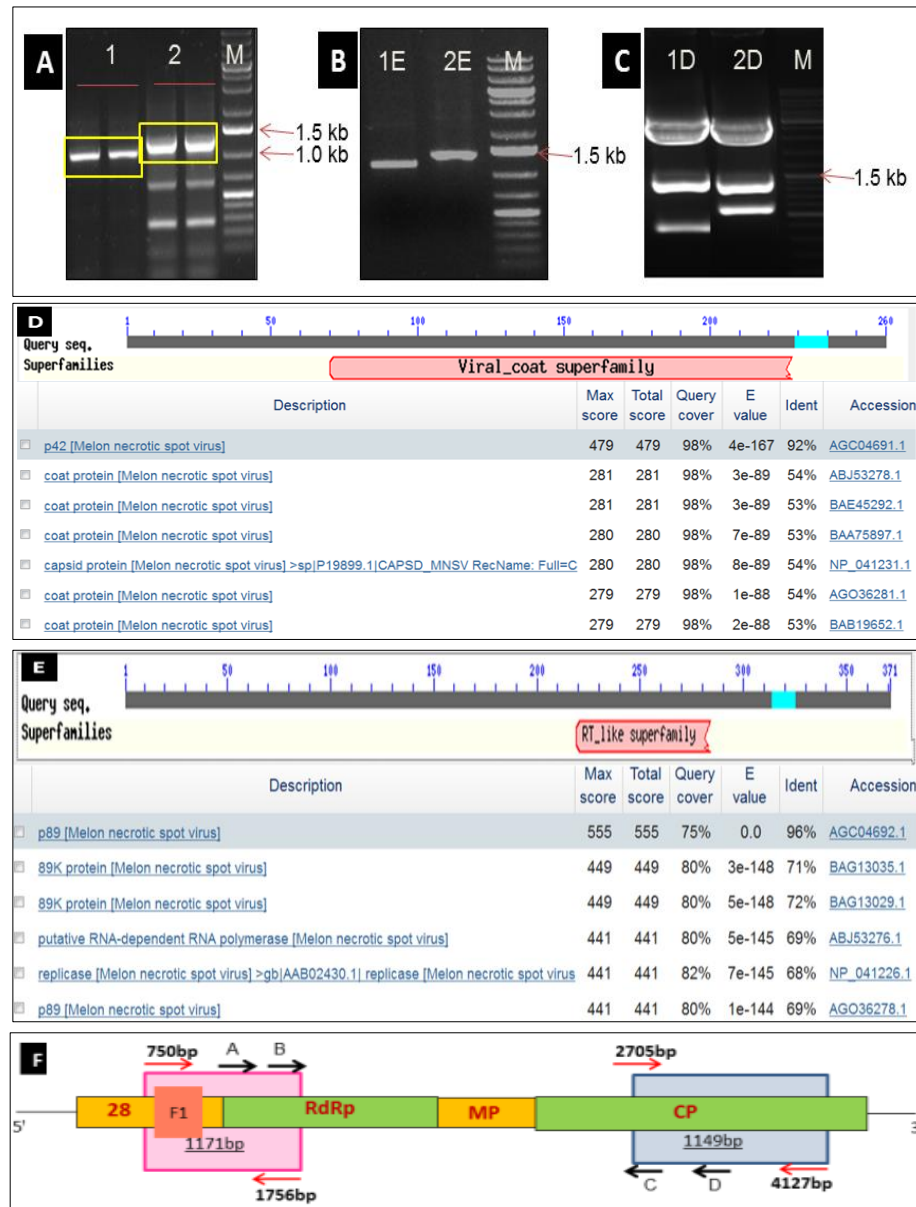 A
1
2
M
1.5 kb
1.0 kb
B
1E
2E
M
1.5 kb
C
1D
2D
M
1.5 kb
D
1 50 100 150 200 260
Query seq.
Superfamilies
Viral_coat superfamily
Description Max score Total score Query cover E value Ident Accession
p42 [Melon necrotic spot virus] 479 479 98% 4e-167 92% AGC04691.1
coat protein [Melon necrotic spot virus] 281 281 98% 3e-89 54% ABJ53278.1
coat protein [Melon necrotic spot virus] 281 281 98% 3e-89 53% BAE45292.1
coat protein [Melon necrotic spot virus] 280 280 98% 7e-89 53% BAA75897.1
capsid protein [Melon necrotic spot virus] >sp|P19899.1|CAPSD_MNSV RecName: Full=C 280 280 98% 8e-89 54% NP_041231.1
coat protein [Melon necrotic spot virus] 279 279 98% 1e-88 54% AGO36281.1
coat protein [Melon necrotic spot virus] 279 279 98% 2e-88 53% BAB19652.1
E
1 50 100 150 200 250 300 350 371
Query seq.
Superfamilies
RT_like superfamily
Description Max score Total score Query cover E value Ident Accession
p89 [Melon necrotic spot virus] 555 555 75% 0.0 96% AGC04692.1
89K protein [Melon necrotic spot virus] 449 449 80% 3e-148 71% BAG13035.1
89K protein [Melon necrotic spot virus] 449 449 80% 5e-148 72% BAG13029.1
putative RNA-dependent RNA polymerase [Melon necrotic spot virus] 441 441 80% 5e-145 69% ABJ53276.1
replicase [Melon necrotic spot virus] >gb|AAB02430.1| replicase [Melon necrotic spot virus 441 441 82% 7e-145 68% NP_041226.1
p89 [Melon necrotic spot virus] 441 441 80% 1e-144 69% AGO36278.1
F
750bp A B 2705bp
28 F1 RdRp MP CP
5' 3
1171bp 1149bp
1756bp C D 4127bp